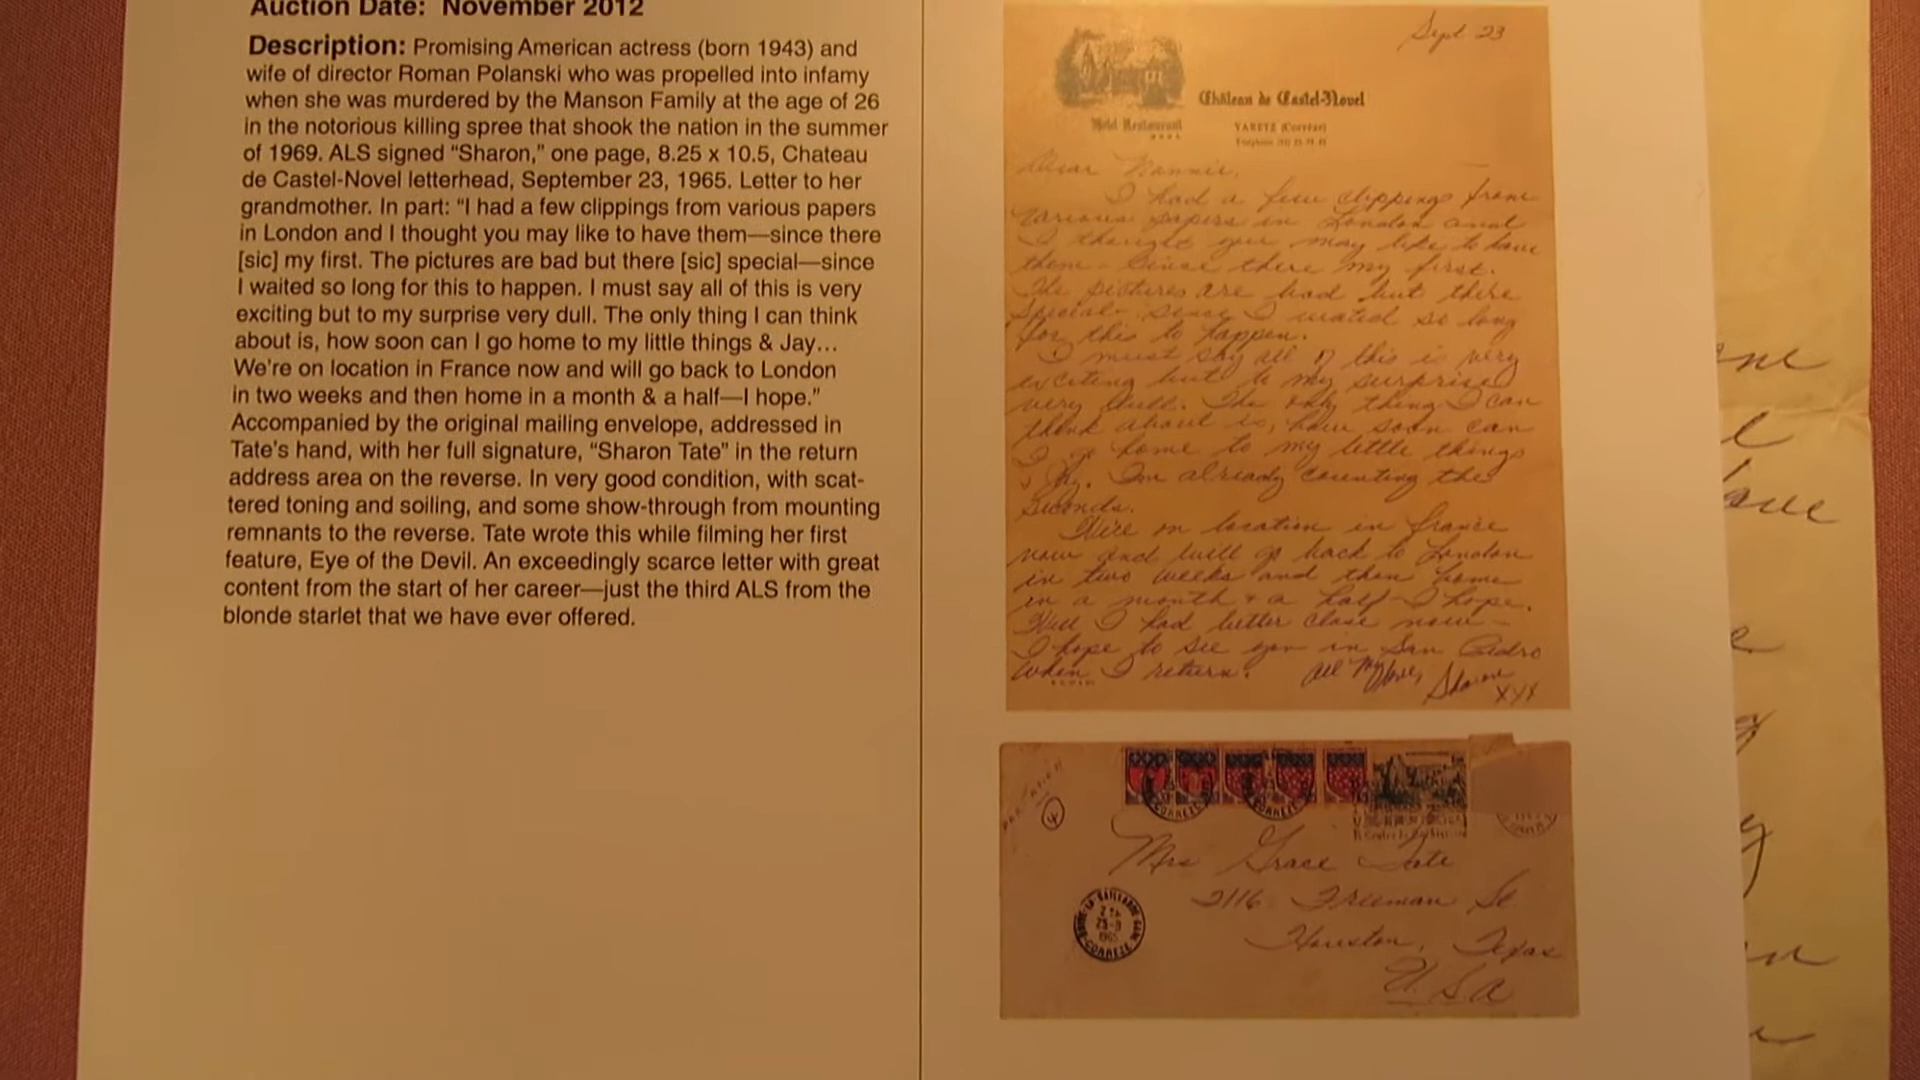 Auction Date: November 2012
Description: Promising American actress (born 1943) and
wife of director Roman Polanski who was propelled into infamy
when she was murdered by the Manson Family at the age of 26
in the notorious killing spree that shook the nation in the summer
of 1969. ALS signed “Sharon,” one page, 8.25 x 10.5, Chateau
de Castel-Novel letterhead, September 23, 1965. Letter to her
grandmother. In part: “I had a few clippings from various papers
in London and I thought you may like to have them—since there
[sic] my first. The pictures are bad but there [sic] special—since
I waited so long for this to happen. I must say all of this is very
exciting but to my surprise very dull. The only thing I can think
about is, how soon can I go home to my little things & Jay…
We're on location in France now and will go back to London
in two weeks and then home in a month & a half—I hope.”
Accompanied by the original mailing envelope, addressed in
Tate's hand, with her full signature, “Sharon Tate” in the return
address area on the reverse. In very good condition, with scat-
tered toning and soiling, and some show-through from mounting
remnants to the reverse. Tate wrote this while filming her first
feature, Eye of the Devil. An exceedingly scarce letter with great
content from the start of her career—just the third ALS from the
blonde starlet that we have ever offered.
Sept 23
Château de Castel-Novel
Hotel Restaurant
VARETZ (Corrèze)
Dear Nannie,
I had a few clippings from
various papers in London and
I thought you may like to have
them - since there my first.
The pictures are bad but there
special - since I waited so long
for this to happen.
I must say all of this is very
exciting but to my surprise
very dull. The only thing I can
think about is, how soon can
I go home to my little things
& Jay. I'm already counting the
seconds.
We're on location in France
now and will go back to London
in two weeks and then home
in a month & a half - I hope.
Well I had better close now -
I hope to see you in San Pedro
when I return.
All My Love, Sharon
XXX
CORREZE
CORREZE
Mrs Grace Tate
2116 Freeman St
Houston, Texas
U.S.A
BRIVE-LA-GAILLARDE
1965
CORREZE